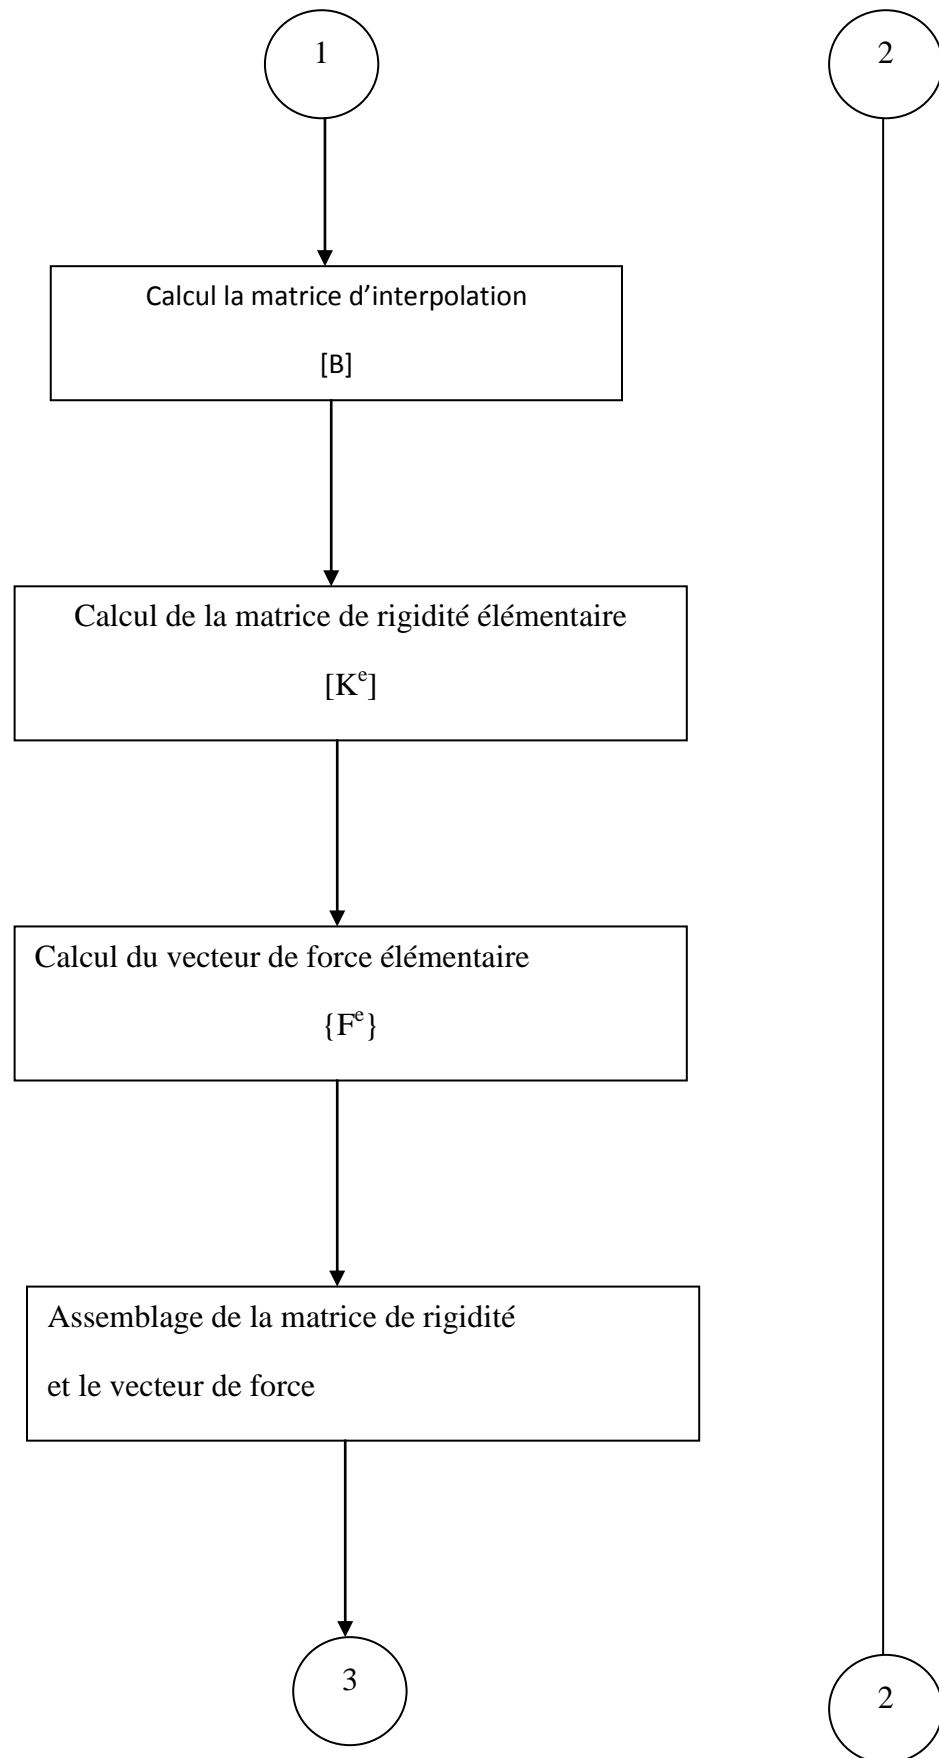 1
2
Calcul la matrice d’interpolation
[B]
Calcul de la matrice de rigidité élémentaire
[Kᵉ]
Calcul du vecteur de force élémentaire
{Fᵉ}
Assemblage de la matrice de rigidité
et le vecteur de force
3
2